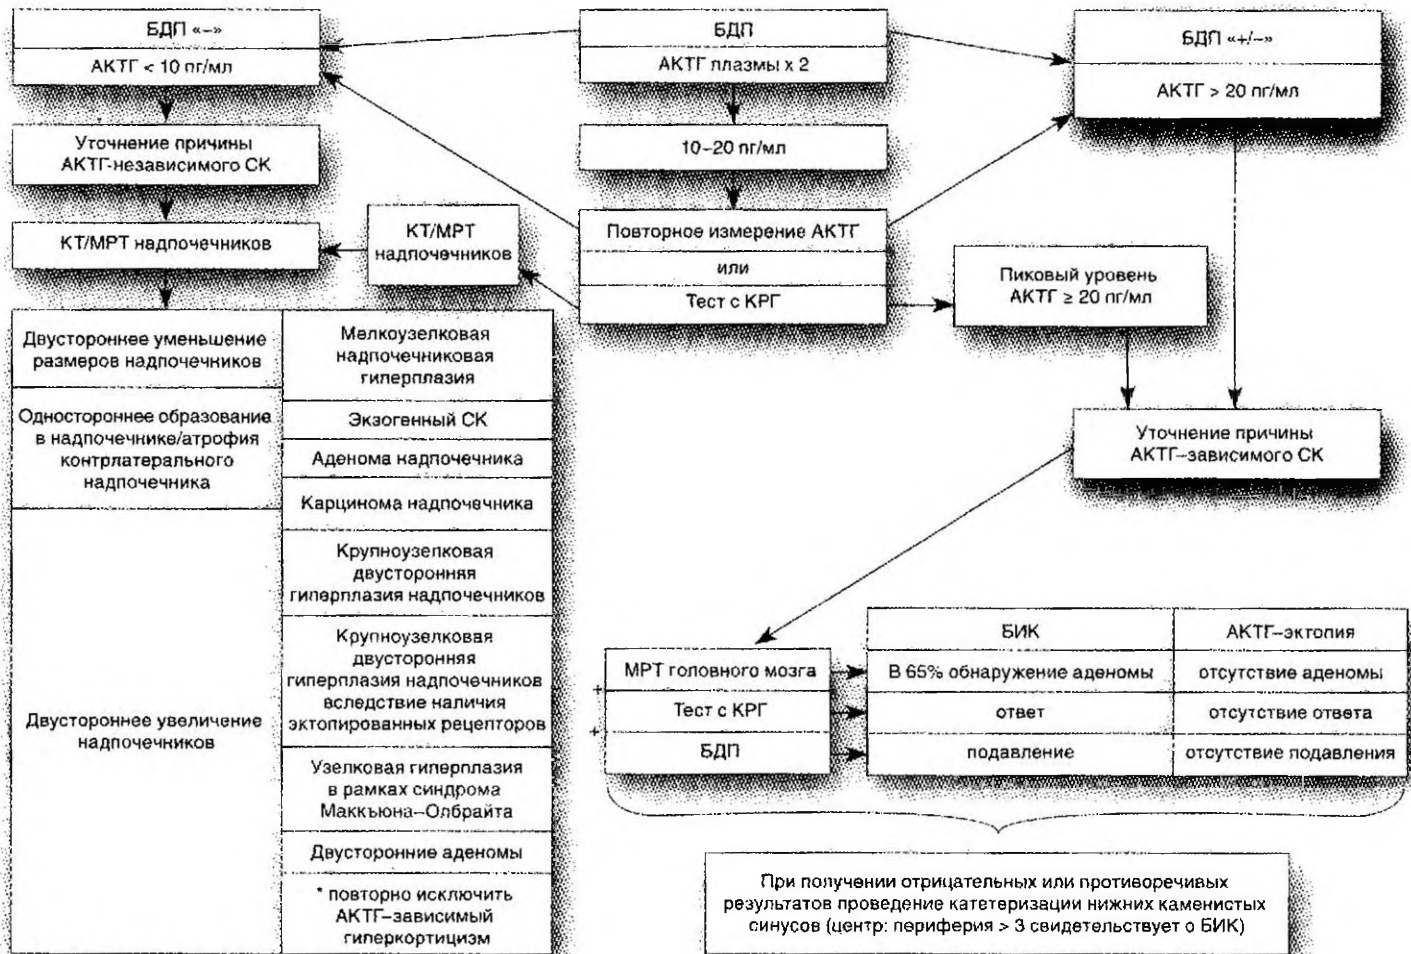 БДП «–»
АКТГ < 10 пг/мл
БДП
АКТГ плазмы x 2
БДП «+/–»
АКТГ > 20 пг/мл
Уточнение причины
АКТГ-независимого СК
10–20 пг/мл
КТ/МРТ надпочечников
КТ/МРТ
надпочечников
Повторное измерение АКТГ
или
Тест с КРГ
Пиковый уровень
АКТГ ≥ 20 пг/мл
Двустороннее уменьшение
размеров надпочечников
Одностороннее образование
в надпочечнике/атрофия
контрлатерального
надпочечника
Двустороннее увеличение
надпочечников
Мелкоузелковая
надпочечниковая
гиперплазия
Экзогенный СК
Аденома надпочечника
Карцинома надпочечника
Крупноузелковая
двусторонняя
гиперплазия надпочечников
Крупноузелковая
двусторонняя
гиперплазия надпочечников
вследствие наличия
эктопированных рецепторов
Узелковая гиперплазия
в рамках синдрома
Маккъюна–Олбрайта
Двусторонние аденомы
* повторно исключить
АКТГ–зависимый
гиперкортицизм
Уточнение причины
АКТГ–зависимого СК
МРТ головного мозга
+
Тест с КРГ
+
БДП
БИК
АКТГ–эктопия
В 65% обнаружение аденомы
отсутствие аденомы
ответ
отсутствие ответа
подавление
отсутствие подавления
При получении отрицательных или противоречивых
результатов проведение катетеризации нижних каменистых
синусов (центр: периферия > 3 свидетельствует о БИК)